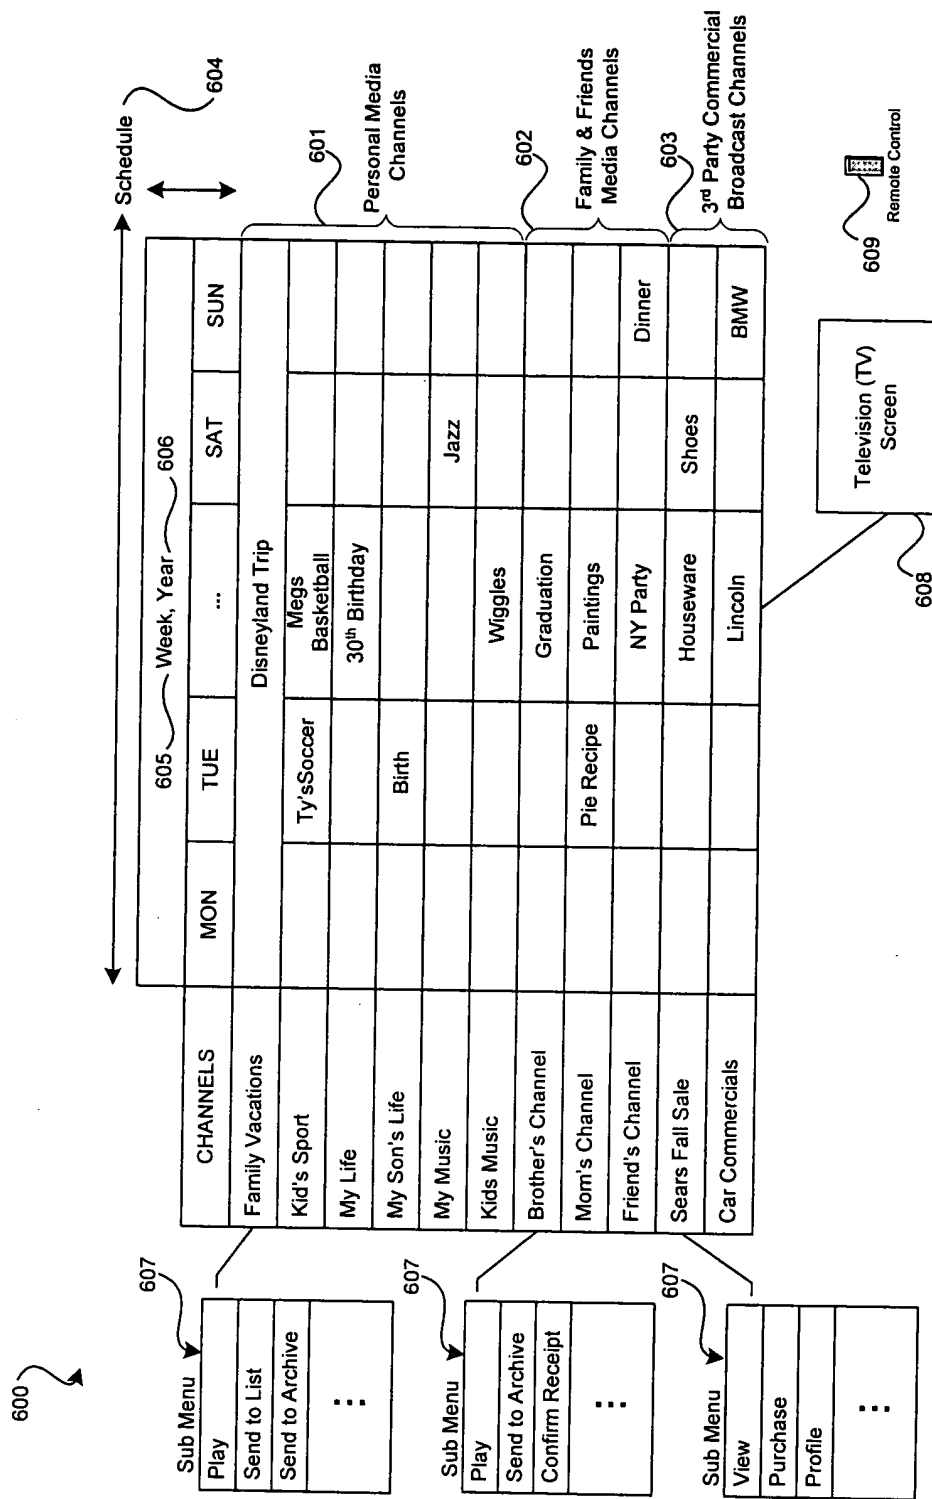 600
Schedule
604
605 Week, Year 606
CHANNELS MON TUE ... SAT SUN
Family Vacations Disneyland Trip
Kid's Sport Ty'sSoccer Megs Basketball
My Life 30th Birthday
My Son's Life Birth
My Music Jazz
Kids Music Wiggles
Brother's Channel Graduation
Mom's Channel Pie Recipe Paintings
Friend's Channel NY Party Dinner
Sears Fall Sale Houseware Shoes
Car Commercials Lincoln BMW
601
Personal Media
Channels
602
Family & Friends
Media Channels
603
3rd Party Commercial
Broadcast Channels
607
Sub Menu
Play
Send to List
Send to Archive
⋮
607
Sub Menu
Play
Send to Archive
Confirm Receipt
⋮
607
Sub Menu
View
Purchase
Profile
⋮
Television (TV)
Screen
608
609
Remote Control